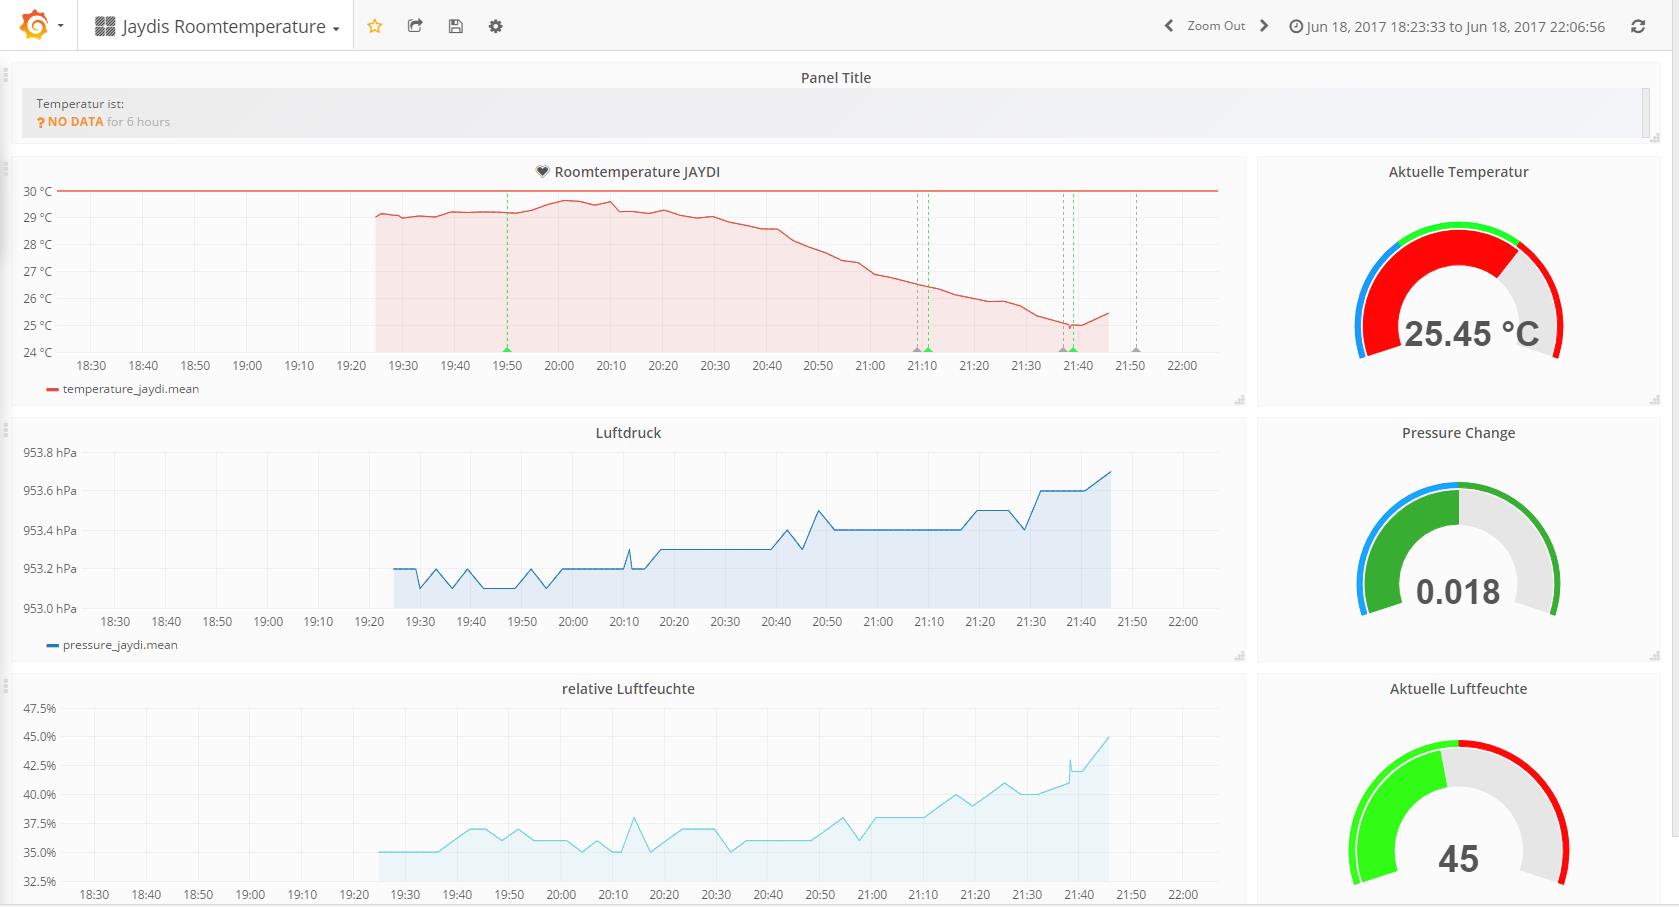 Jaydis Roomtemperature
Zoom Out
Jun 18, 2017 18:23:33 to Jun 18, 2017 22:06:56
Panel Title
Temperatur ist:
? NO DATA for 6 hours
Roomtemperature JAYDI
30 °C
29 °C
28 °C
27 °C
26 °C
25 °C
24 °C
18:30 18:40 18:50 19:00 19:10 19:20 19:30 19:40 19:50 20:00 20:10 20:20 20:30 20:40 20:50 21:00 21:10 21:20 21:30 21:40 21:50 22:00
temperature_jaydi.mean
Aktuelle Temperatur
25.45 °C
Luftdruck
953.8 hPa
953.6 hPa
953.4 hPa
953.2 hPa
953.0 hPa
18:30 18:40 18:50 19:00 19:10 19:20 19:30 19:40 19:50 20:00 20:10 20:20 20:30 20:40 20:50 21:00 21:10 21:20 21:30 21:40 21:50 22:00
pressure_jaydi.mean
Pressure Change
0.018
relative Luftfeuchte
47.5%
45.0%
42.5%
40.0%
37.5%
35.0%
32.5%
18:30 18:40 18:50 19:00 19:10 19:20 19:30 19:40 19:50 20:00 20:10 20:20 20:30 20:40 20:50 21:00 21:10 21:20 21:30 21:40 21:50 22:00
Aktuelle Luftfeuchte
45